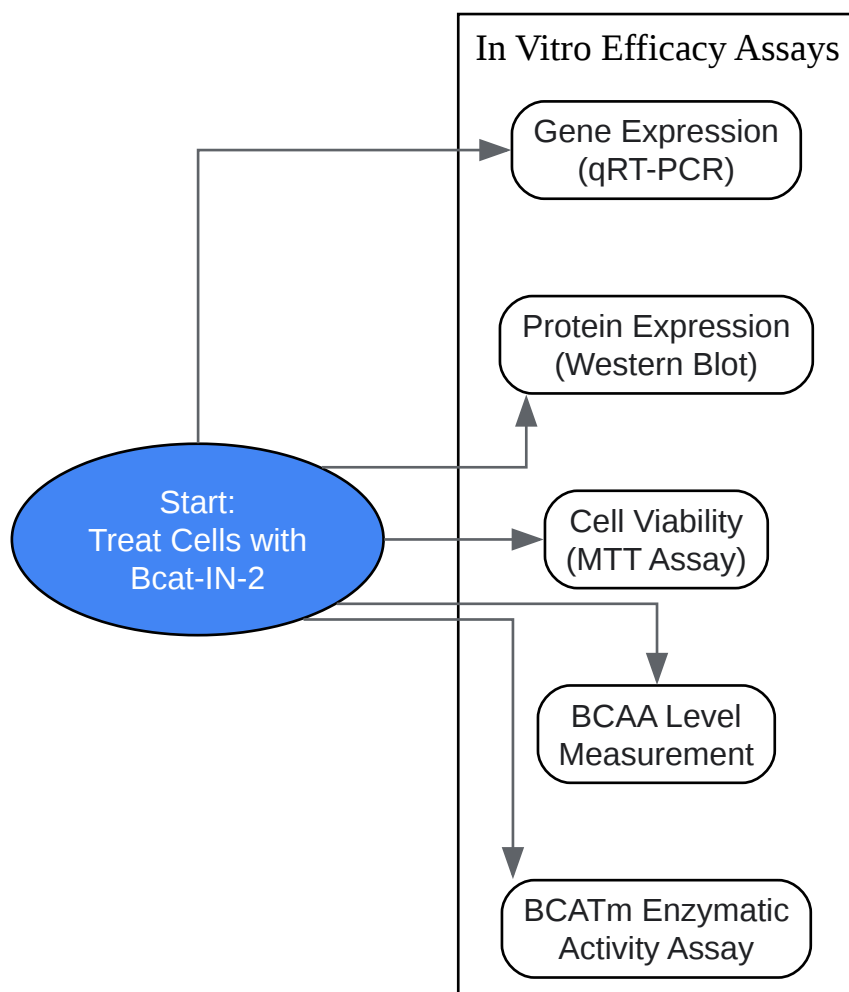 In Vitro Efficacy Assays
Gene Expression
(qRT-PCR)
Protein Expression
(Western Blot)
Start:
Treat Cells with
Bcat-IN-2
Cell Viability
(MTT Assay)
BCAA Level
Measurement
BCATm Enzymatic
Activity Assay